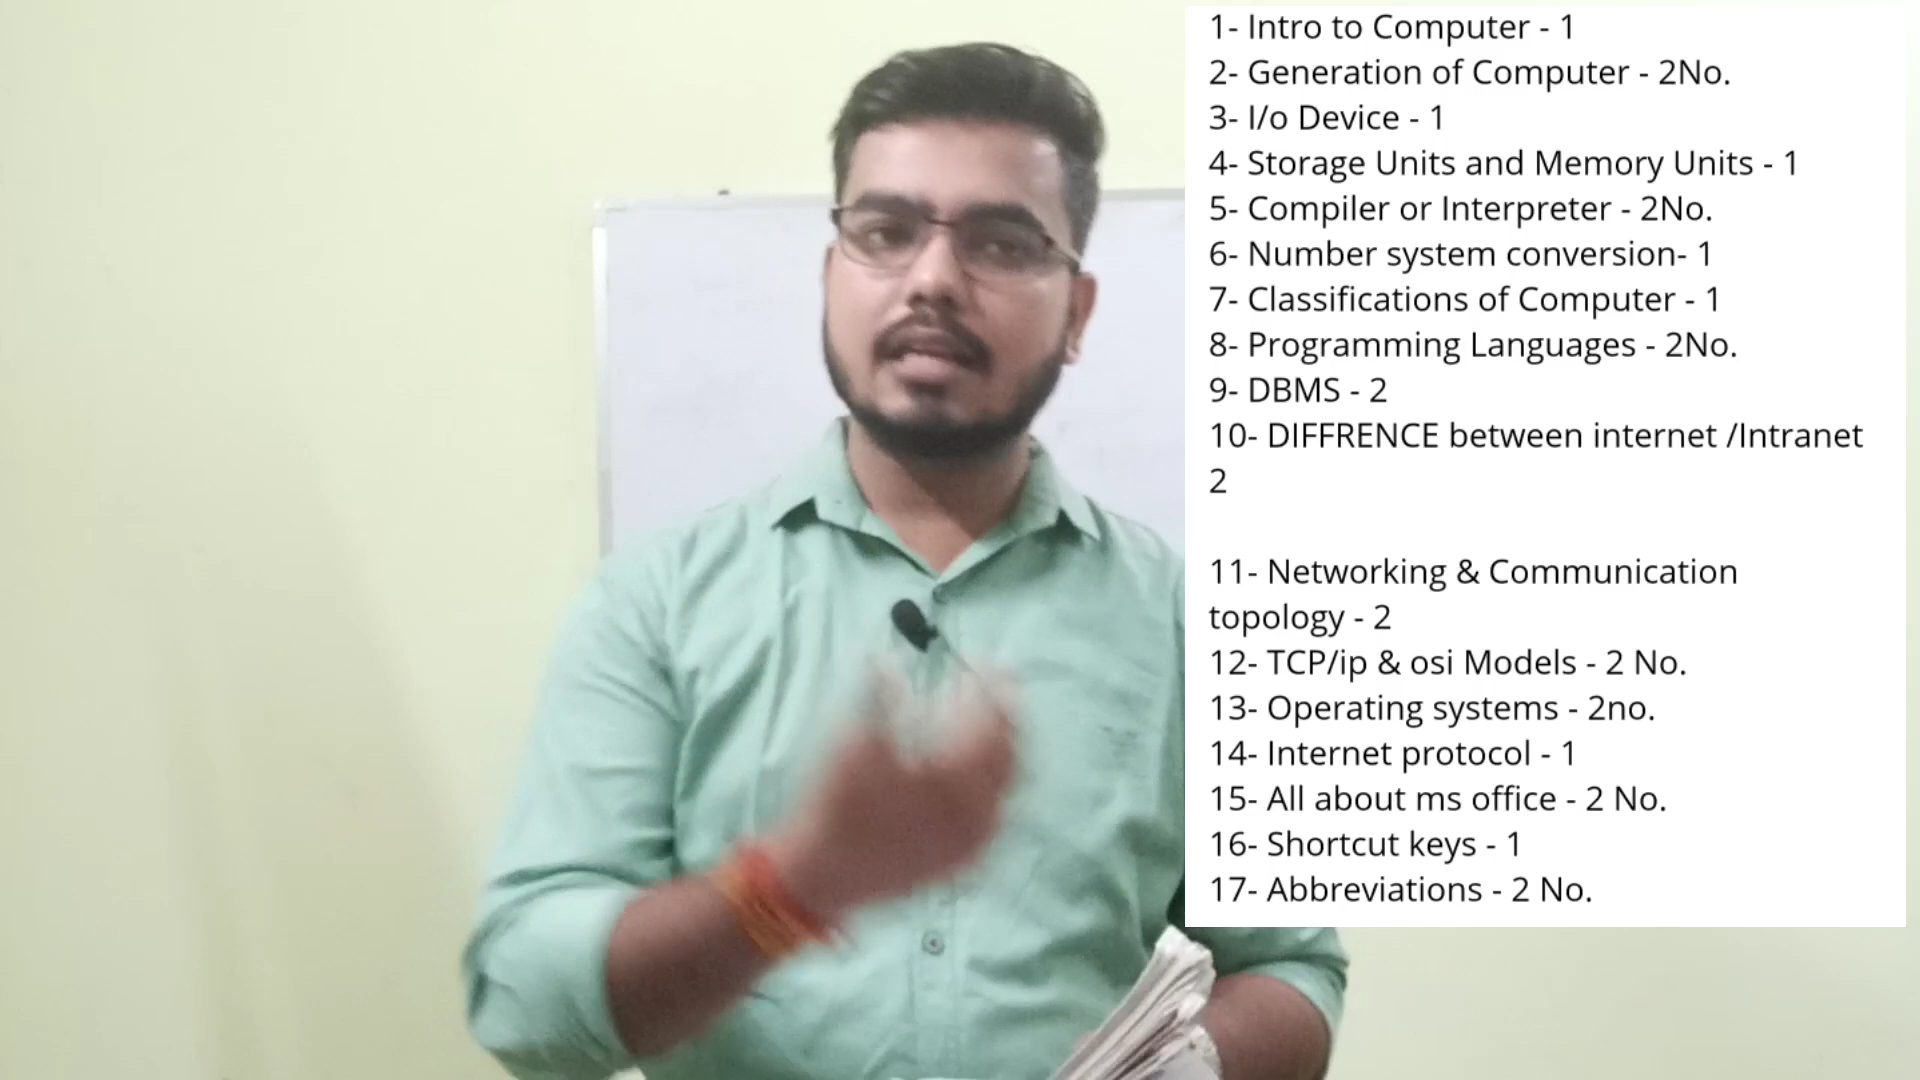 1- Intro to Computer - 1
2- Generation of Computer - 2No.
3- I/o Device - 1
4- Storage Units and Memory Units - 1
5- Compiler or Interpreter - 2No.
6- Number system conversion- 1
7- Classifications of Computer - 1
8- Programming Languages - 2No.
9- DBMS - 2
10- DIFFRENCE between internet /Intranet
2
11- Networking & Communication
topology - 2
12- TCP/ip & osi Models - 2 No.
13- Operating systems - 2no.
14- Internet protocol - 1
15- All about ms office - 2 No.
16- Shortcut keys - 1
17- Abbreviations - 2 No.